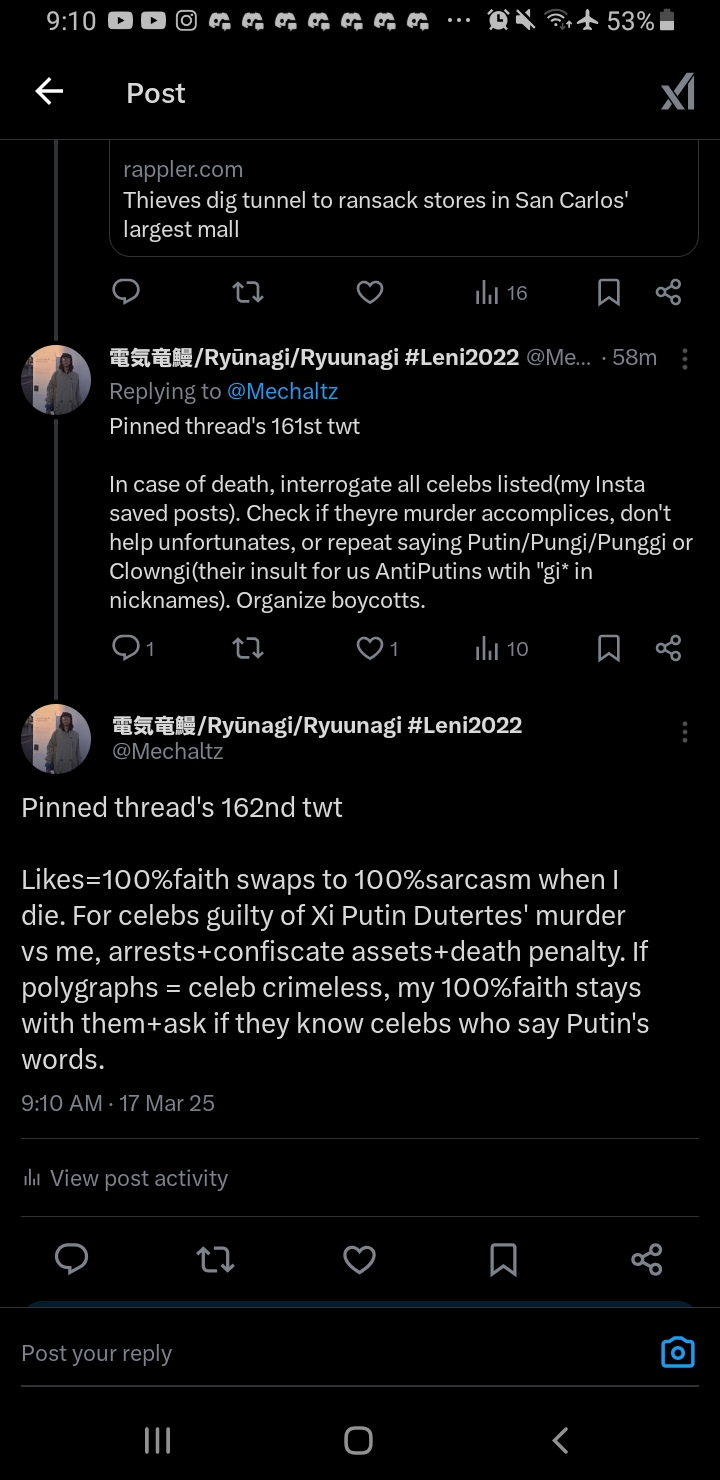 9:10
53%
Post
rappler.com
Thieves dig tunnel to ransack stores in San Carlos'
largest mall
16
電気竜鰻/Ryūnagi/Ryuunagi #Leni2022 @Me... · 58m
Replying to @Mechaltz
Pinned thread's 161st twt
In case of death, interrogate all celebs listed(my Insta
saved posts). Check if theyre murder accomplices, don't
help unfortunates, or repeat saying Putin/Pungi/Punggi or
Clowngi(their insult for us AntiPutins wtih "gi* in
nicknames). Organize boycotts.
1 1 10
電気竜鰻/Ryūnagi/Ryuunagi #Leni2022
@Mechaltz
Pinned thread's 162nd twt
Likes=100%faith swaps to 100%sarcasm when I
die. For celebs guilty of Xi Putin Dutertes' murder
vs me, arrests+confiscate assets+death penalty. If
polygraphs = celeb crimeless, my 100%faith stays
with them+ask if they know celebs who say Putin's
words.
9:10 AM · 17 Mar 25
View post activity
Post your reply